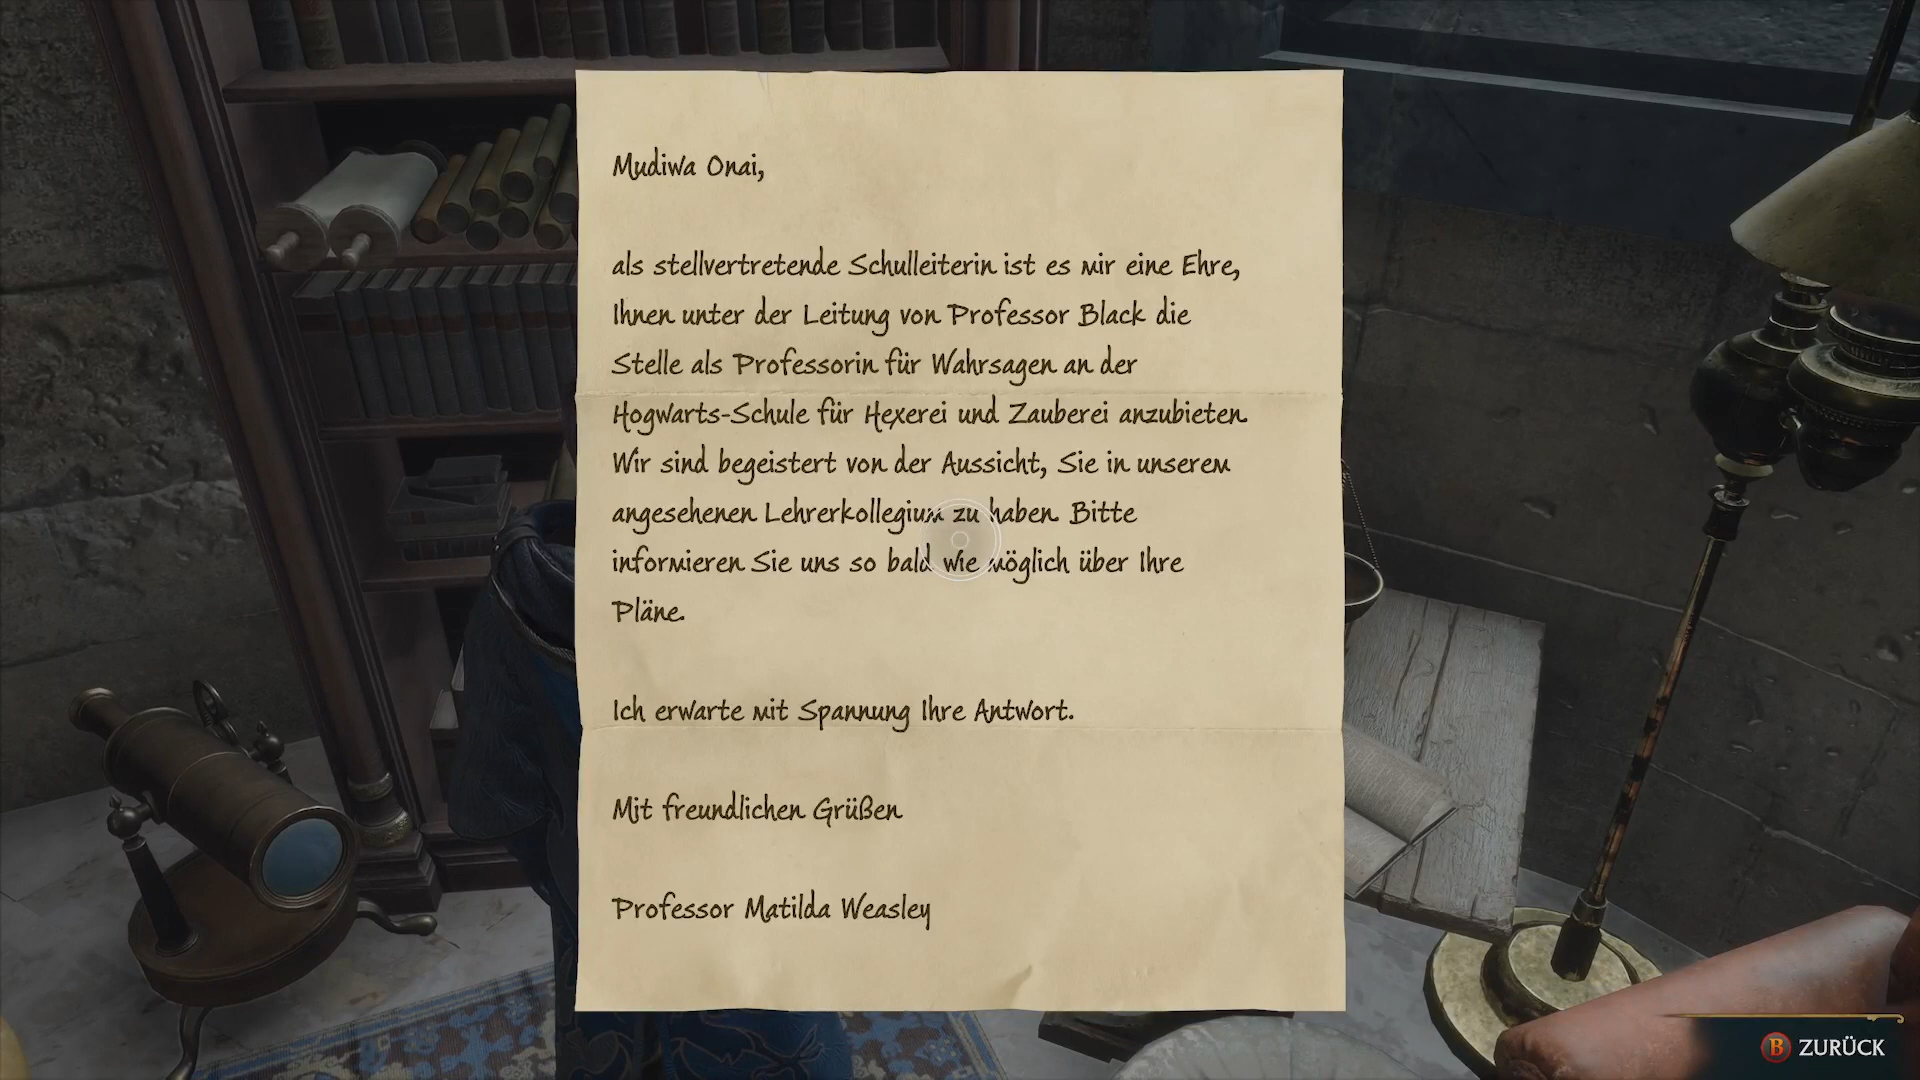 Mudiwa Onai,
als stellvertretende Schulleiterin ist es mir eine Ehre,
Ihnen unter der Leitung von Professor Black die
Stelle als Professorin für Wahrsagen an der
Hogwarts-Schule für Hexerei und Zauberei anzubieten.
Wir sind begeistert von der Aussicht, Sie in unserem
angesehenen Lehrerkollegium zu haben. Bitte
informieren Sie uns so bald wie möglich über Ihre
Pläne.
Ich erwarte mit Spannung Ihre Antwort.
Mit freundlichen Grüßen
Professor Matilda Weasley
B ZURÜCK